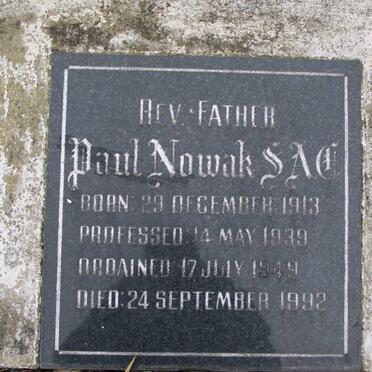 REV. FATHER
Paul Nowak SAC
BORN: 29 DECEMBER 1913
PROFESSED: 14 MAY 1939
ORDAINED: 17 JULY 1949
DIED: 24 SEPTEMBER 1992